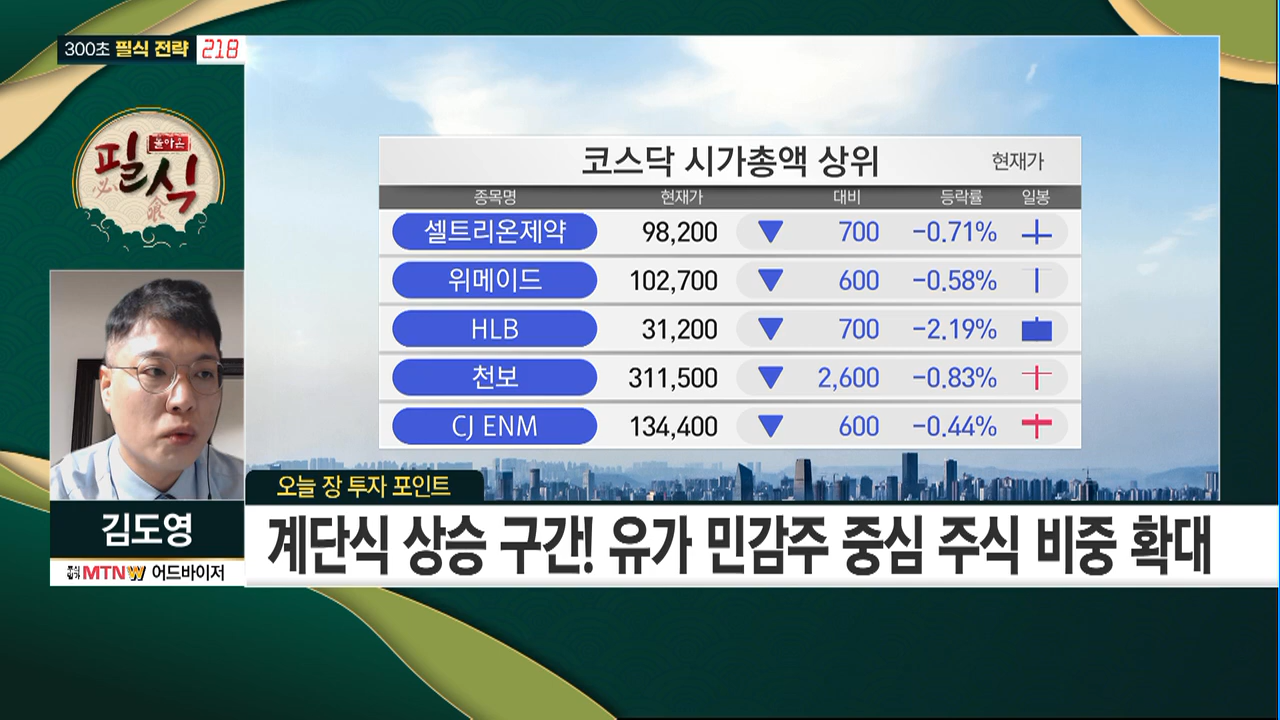 300초 필식 전략 218
돌아온
필식
必食
코스닥 시가총액 상위 현재가
종목명 현재가 대비 등락률 일봉
셀트리온제약 98,200 ▼ 700 -0.71%
위메이드 102,700 ▼ 600 -0.58%
HLB 31,200 ▼ 700 -2.19%
천보 311,500 ▼ 2,600 -0.83%
CJ ENM 134,400 ▼ 600 -0.44%
오늘 장 투자 포인트
계단식 상승 구간! 유가 민감주 중심 주식 비중 확대
김도영
MTNW 어드바이저